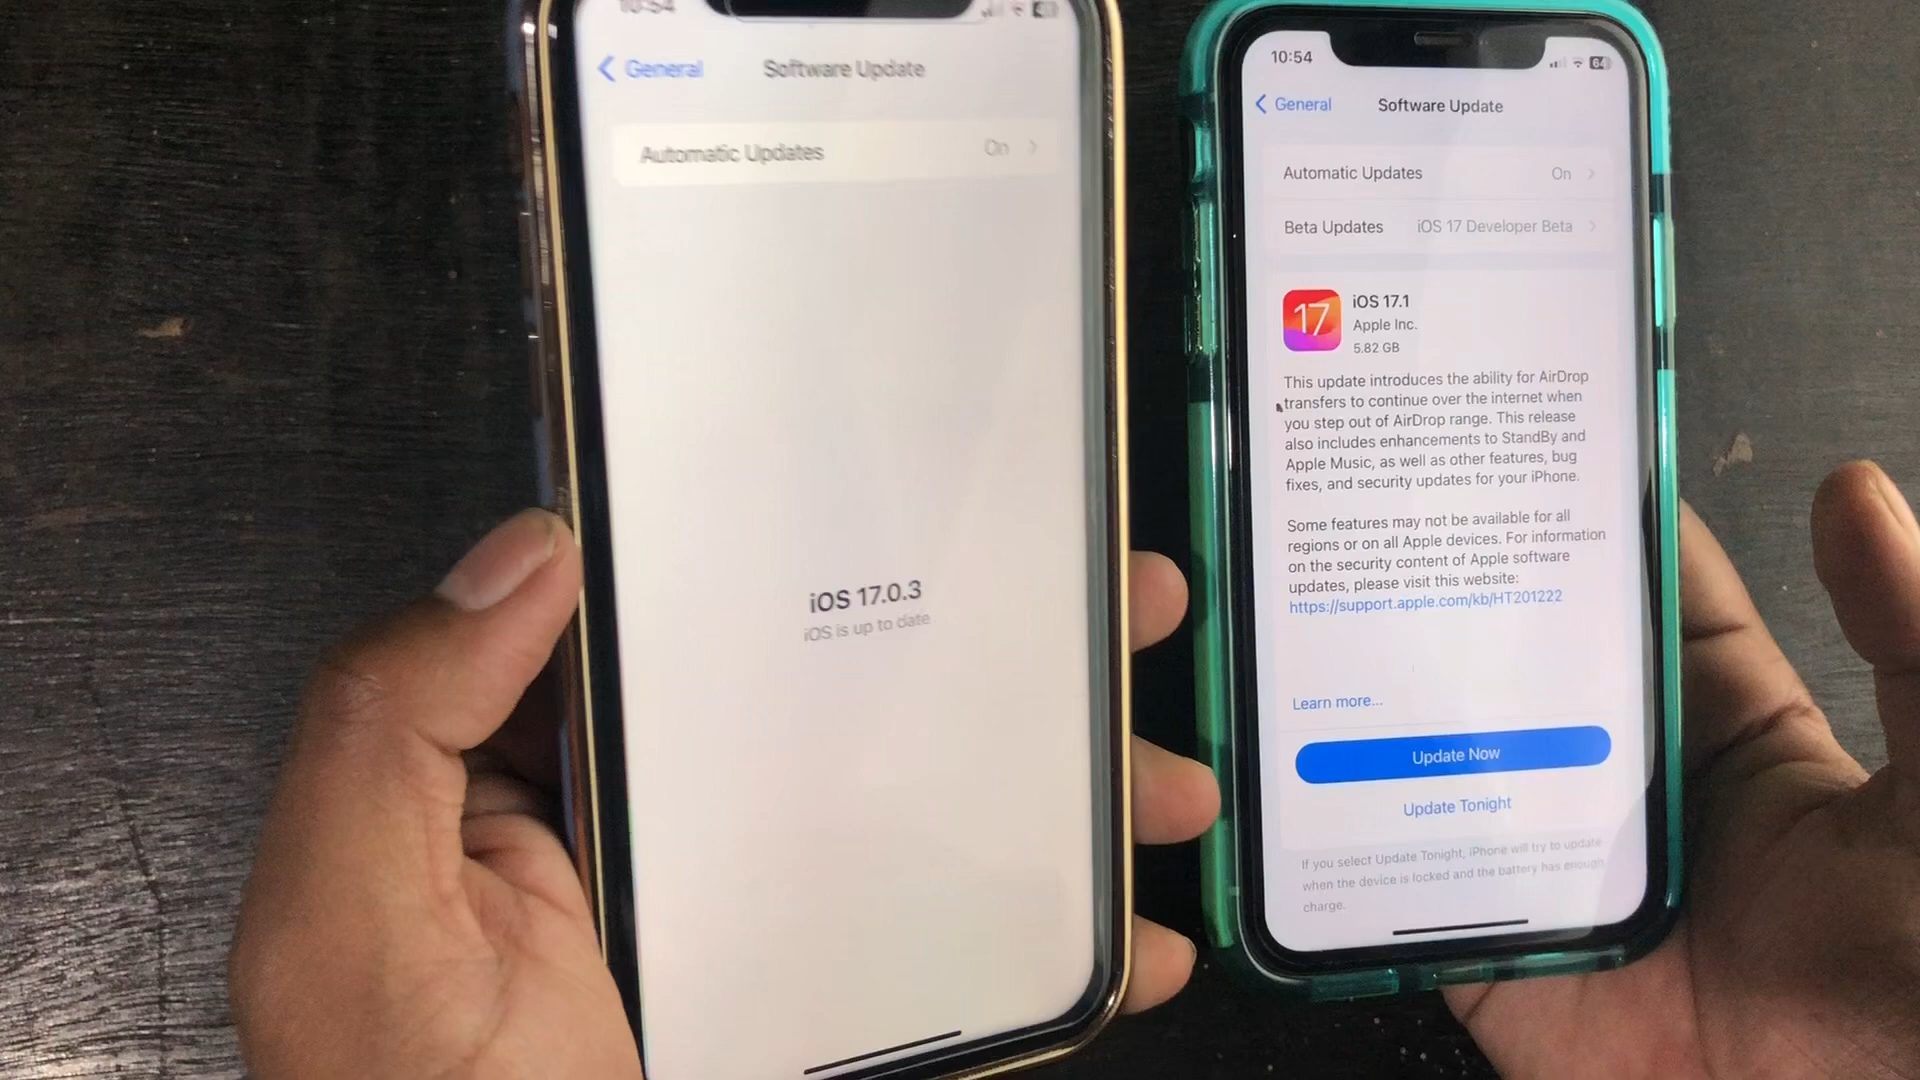 10:54
General
Software Update
Automatic Updates
On
iOS 17.0.3
iOS is up to date
10:54
64
General
Software Update
Automatic Updates
On
Beta Updates
iOS 17 Developer Beta
17
iOS 17.1
Apple Inc.
5.82 GB
This update introduces the ability for AirDrop
transfers to continue over the internet when
you step out of AirDrop range. This release
also includes enhancements to StandBy and
Apple Music, as well as other features, bug
fixes, and security updates for your iPhone.
Some features may not be available for all
regions or on all Apple devices. For information
on the security content of Apple software
updates, please visit this website:
https://support.apple.com/kb/HT201222
Learn more...
Update Now
Update Tonight
If you select Update Tonight, iPhone will try to update
when the device is locked and the battery has enough
charge.